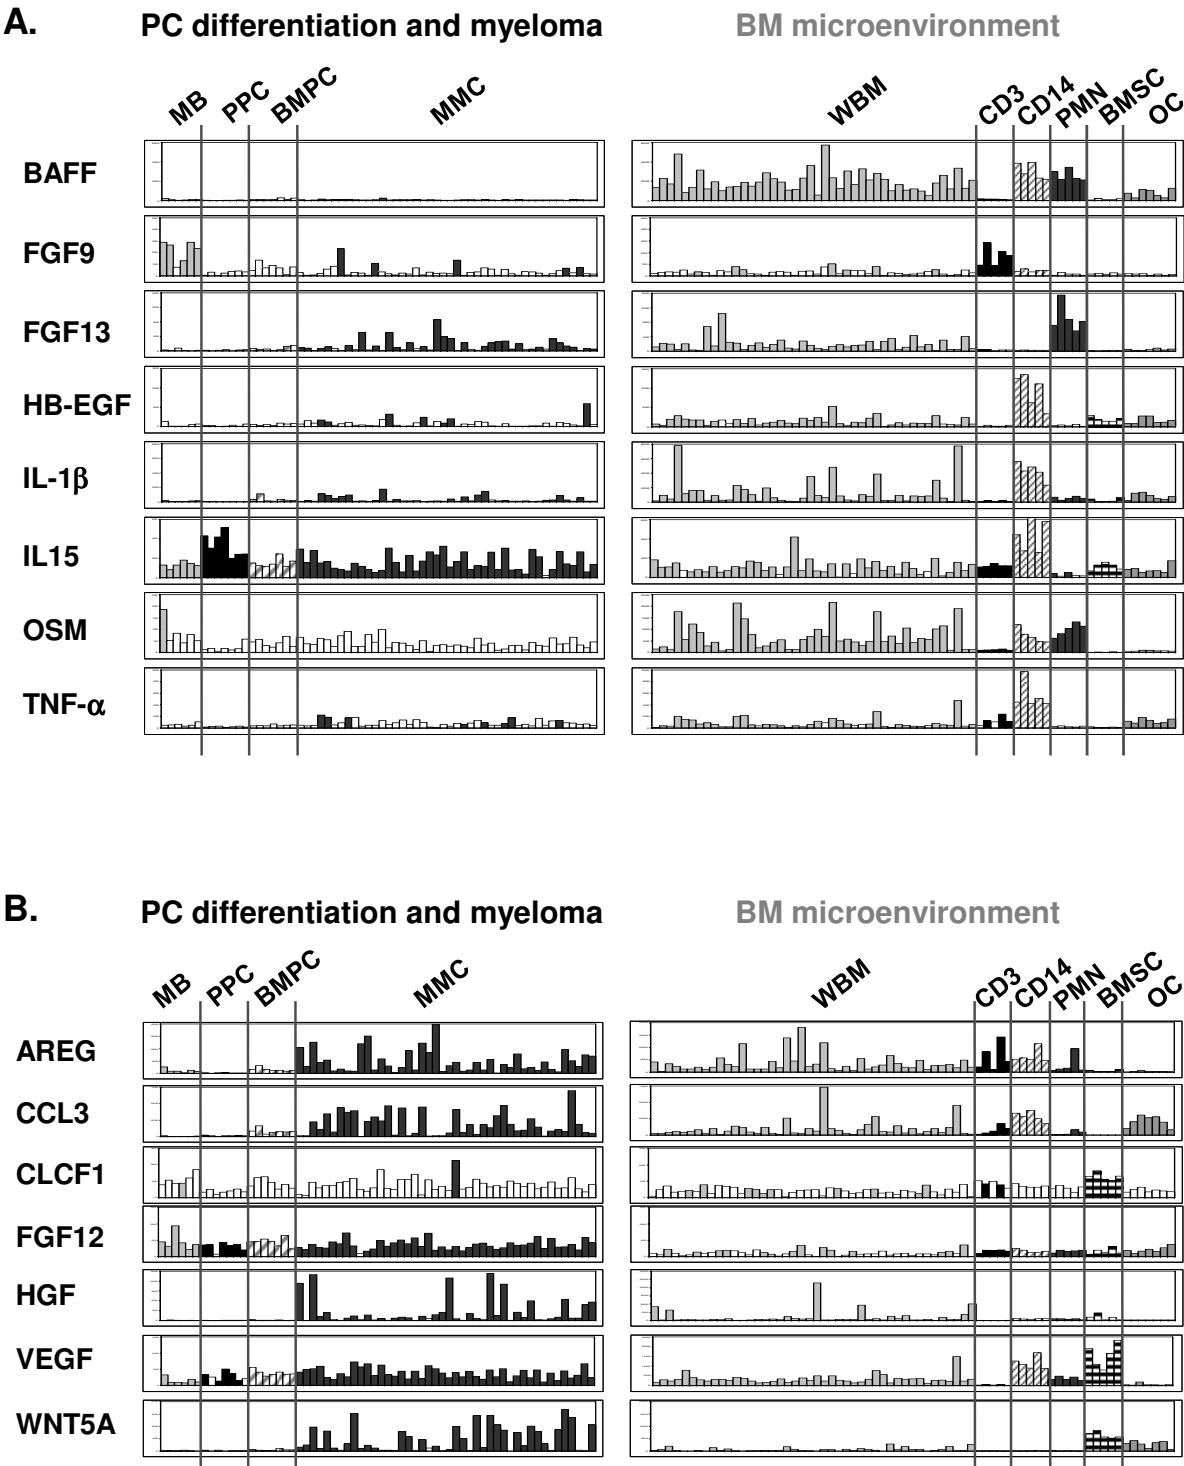 A. PC differentiation and myeloma BM microenvironment
MB PPC BMPC MMC WBM CD3 CD14 PMN BMSC OC
BAFF
FGF9
FGF13
HB-EGF
IL-1β
IL15
OSM
TNF-α
B. PC differentiation and myeloma BM microenvironment
MB PPC BMPC MMC WBM CD3 CD14 PMN BMSC OC
AREG
CCL3
CLCF1
FGF12
HGF
VEGF
WNT5A